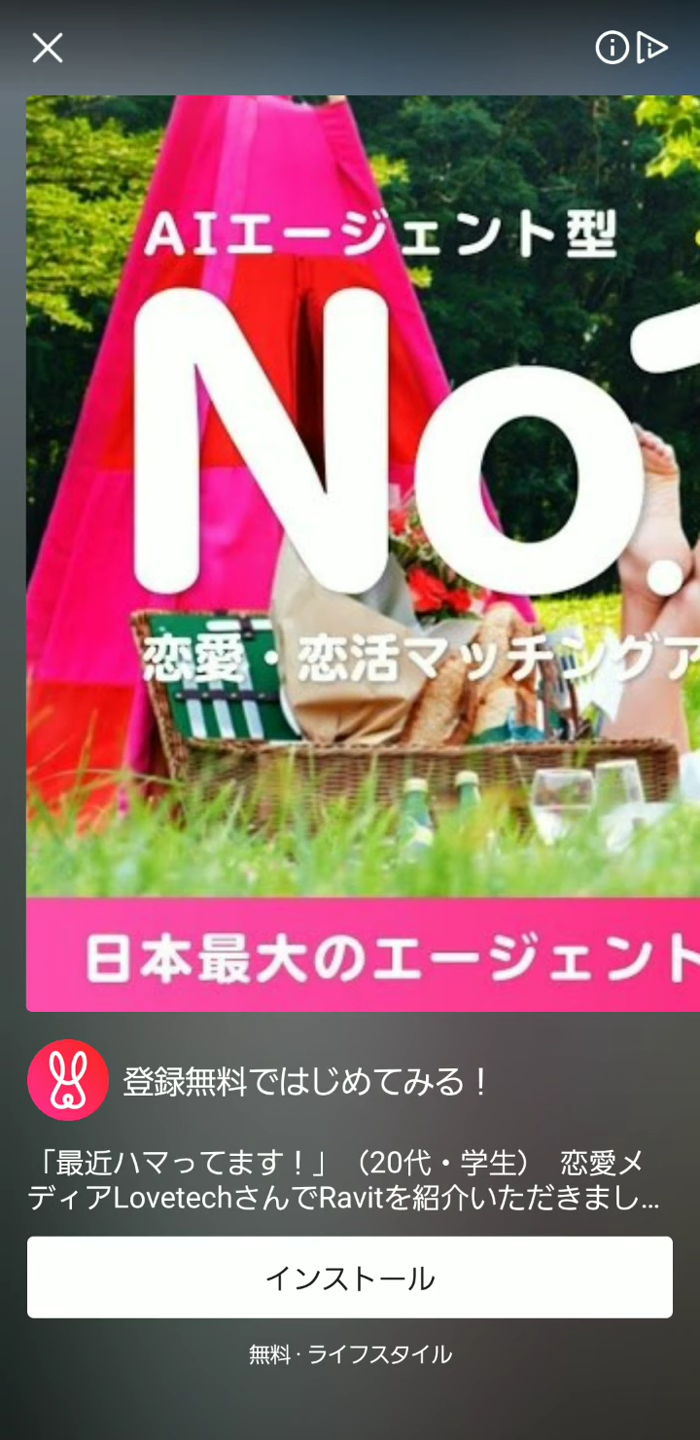 AIエージェント型
No.
恋愛・恋活マッチングア
日本最大のエージェント
登録無料ではじめてみる！
「最近ハマってます！」（20代・学生） 恋愛メ
ディアLovetechさんでRavitを紹介いただきまし…
インストール
無料 · ライフスタイル